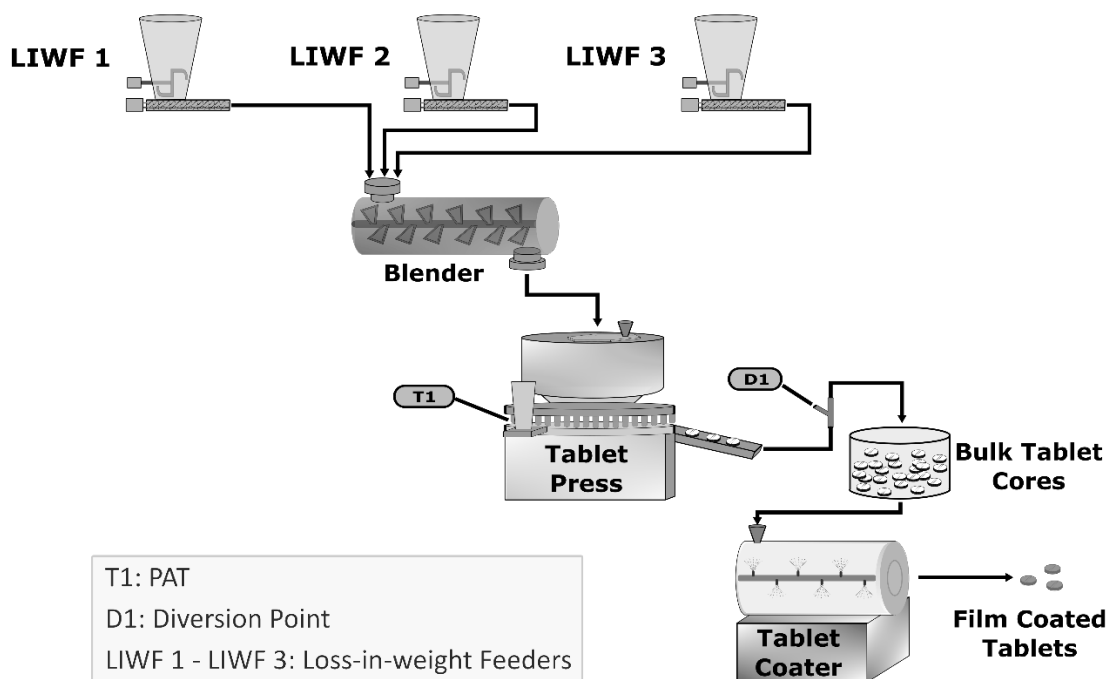 LIWF 1
LIWF 2
LIWF 3
Blender
T1
D1
Tablet
Press
Bulk Tablet
Cores
Tablet
Coater
Film Coated
Tablets
T1: PAT
D1: Diversion Point
LIWF 1 - LIWF 3: Loss-in-weight Feeders